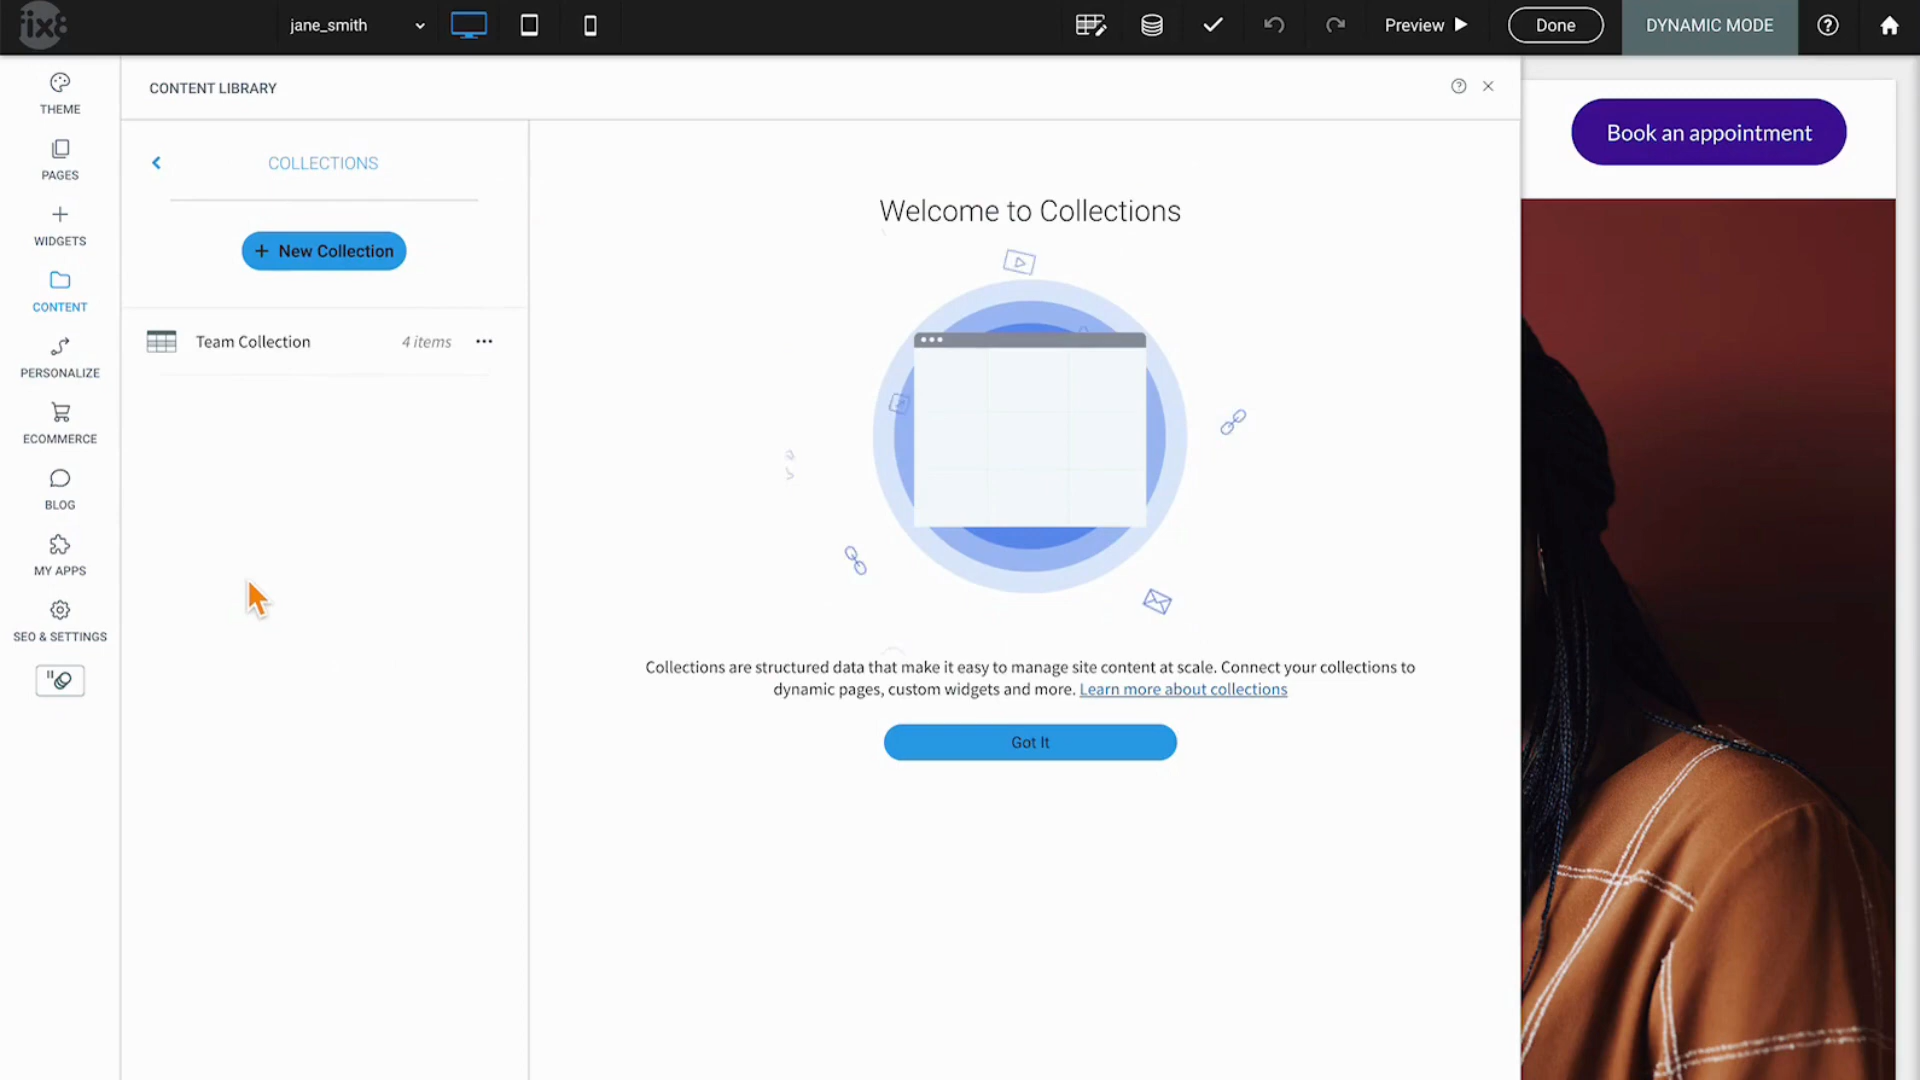 jane_smith
Preview
Done
DYNAMIC MODE
THEME
PAGES
WIDGETS
CONTENT
PERSONALIZE
ECOMMERCE
BLOG
MY APPS
SEO & SETTINGS
CONTENT LIBRARY
COLLECTIONS
+ New Collection
Team Collection 4 items
Welcome to Collections
Collections are structured data that make it easy to manage site content at scale. Connect your collections to
dynamic pages, custom widgets and more. Learn more about collections
Got It
Book an appointment